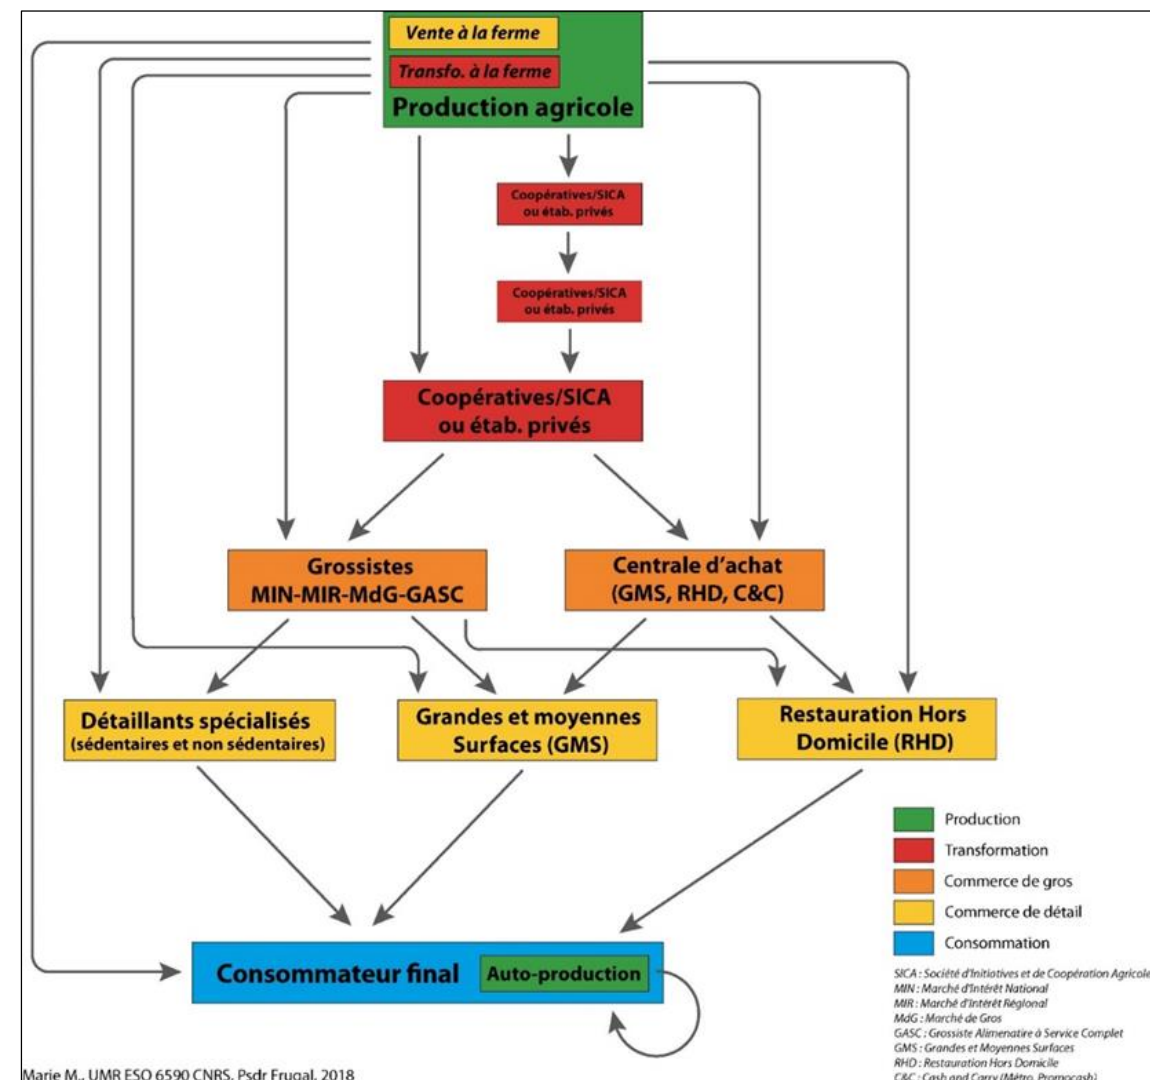 Vente à la ferme
Transfo. à la ferme
Production agricole
Coopératives/SICA
ou étab. privés
Coopératives/SICA
ou étab. privés
Coopératives/SICA
ou étab. privés
Grossistes
MIN-MIR-MdG-GASC
Centrale d'achat
(GMS, RHD, C&C)
Détaillants spécialisés
(sédentaires et non sédentaires)
Grandes et moyennes
Surfaces (GMS)
Restauration Hors
Domicile (RHD)
Consommateur final
Auto-production
Production
Transformation
Commerce de gros
Commerce de détail
Consommation
SICA : Société d'Initiatives et de Coopération Agricole
MIN : Marché d'Intérêt National
MIR : Marché d'Intérêt Régional
MdG : Marché de Gros
GASC : Grossiste Alimenatire à Service Complet
GMS : Grandes et Moyennes Surfaces
RHD : Restauration Hors Domicile
C&C : Cash and Carry (Métro, Promocash)
Marie M., UMR ESO 6590 CNRS, Psdr Frugal, 2018